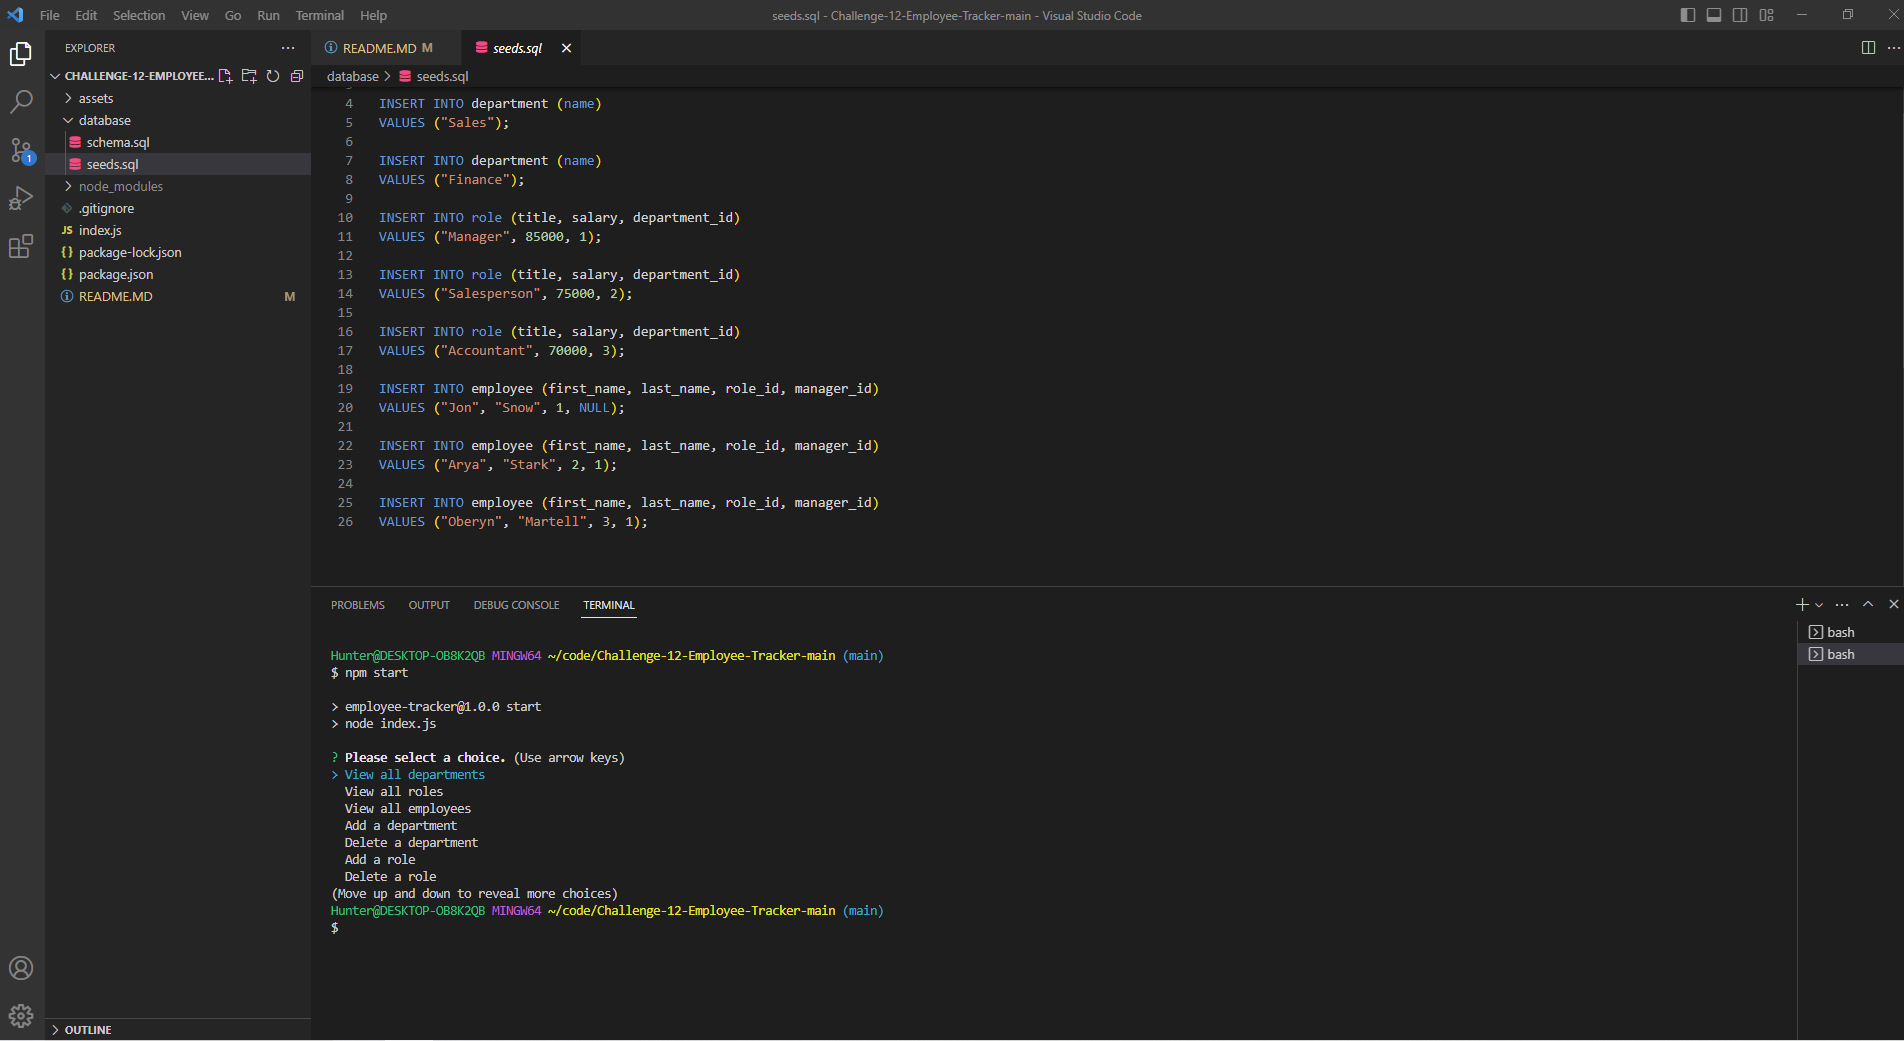 File Edit Selection View Go Run Terminal Help
seeds.sql - Challenge-12-Employee-Tracker-main - Visual Studio Code
EXPLORER
CHALLENGE-12-EMPLOYEE...
assets
database
schema.sql
seeds.sql
node_modules
.gitignore
JS index.js
{} package-lock.json
{} package.json
README.MD M
OUTLINE
1
README.MD M
seeds.sql
database > seeds.sql
4 INSERT INTO department (name)
5 VALUES ("Sales");
6
7 INSERT INTO department (name)
8 VALUES ("Finance");
9
10 INSERT INTO role (title, salary, department_id)
11 VALUES ("Manager", 85000, 1);
12
13 INSERT INTO role (title, salary, department_id)
14 VALUES ("Salesperson", 75000, 2);
15
16 INSERT INTO role (title, salary, department_id)
17 VALUES ("Accountant", 70000, 3);
18
19 INSERT INTO employee (first_name, last_name, role_id, manager_id)
20 VALUES ("Jon", "Snow", 1, NULL);
21
22 INSERT INTO employee (first_name, last_name, role_id, manager_id)
23 VALUES ("Arya", "Stark", 2, 1);
24
25 INSERT INTO employee (first_name, last_name, role_id, manager_id)
26 VALUES ("Oberyn", "Martell", 3, 1);
PROBLEMS OUTPUT DEBUG CONSOLE TERMINAL
Hunter@DESKTOP-OB8K2QB MINGW64 ~/code/Challenge-12-Employee-Tracker-main (main)
$ npm start
> employee-tracker@1.0.0 start
> node index.js
? Please select a choice. (Use arrow keys)
> View all departments
View all roles
View all employees
Add a department
Delete a department
Add a role
Delete a role
(Move up and down to reveal more choices)
Hunter@DESKTOP-OB8K2QB MINGW64 ~/code/Challenge-12-Employee-Tracker-main (main)
$
bash
bash